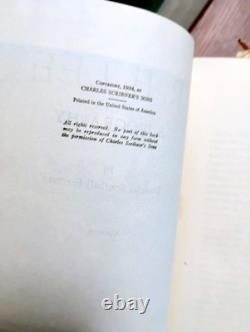 Copyright, 1934, by
CHARLES SCRIBNER'S SONS
Printed in the United States of America
All rights reserved. No part of this book
may be reproduced in any form without
the permission of Charles Scribner's Sons
© ebay